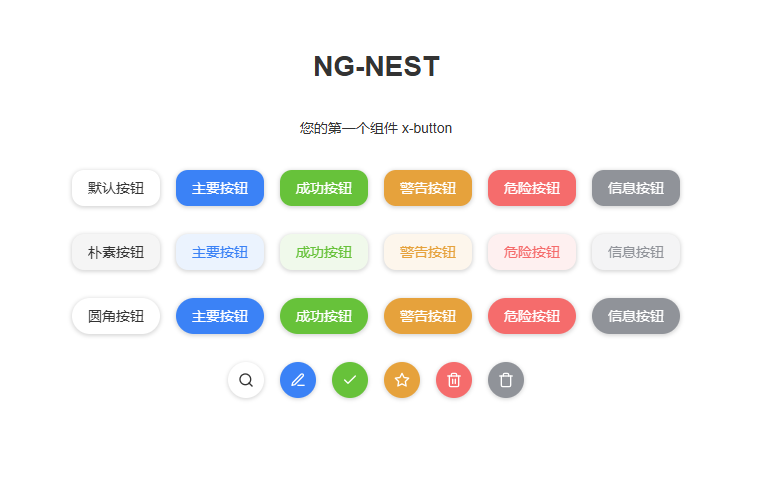 NG-NEST
您的第一个组件 x-button
默认按钮 主要按钮 成功按钮 警告按钮 危险按钮 信息按钮
朴素按钮 主要按钮 成功按钮 警告按钮 危险按钮 信息按钮
圆角按钮 主要按钮 成功按钮 警告按钮 危险按钮 信息按钮